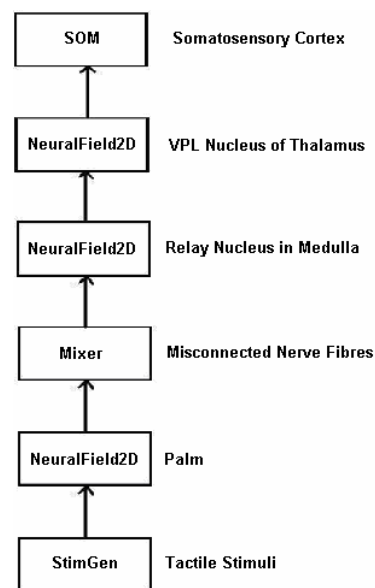 SOM Somatosensory Cortex
NeuralField2D VPL Nucleus of Thalamus
NeuralField2D Relay Nucleus in Medulla
Mixer Misconnected Nerve Fibres
NeuralField2D Palm
StimGen Tactile Stimuli